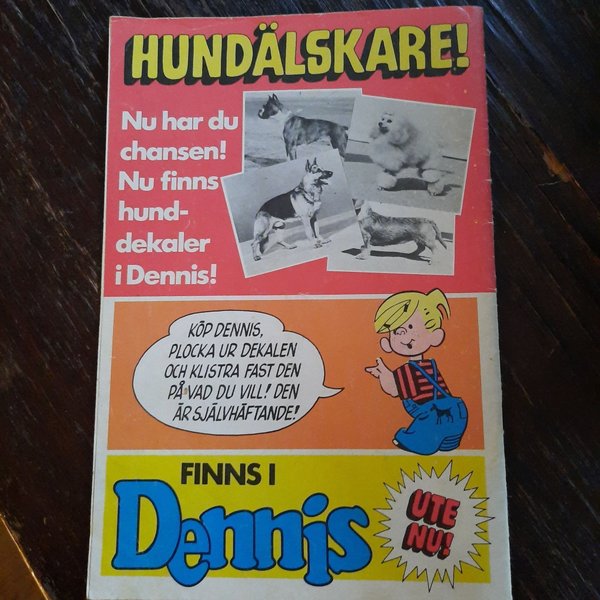 HUNDÄLSKARE!
Nu har du
chansen!
Nu finns
hund-
dekaler
i Dennis!
KÖP DENNIS,
PLOCKA UR DEKALEN
OCH KLISTRA FAST DEN
PÅ VAD DU VILL! DEN
ÄR SJÄLVHÄFTANDE!
FINNS I
Dennis
UTE
NU!